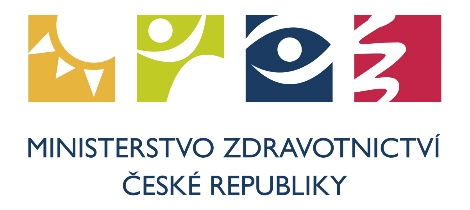 MINISTERSTVO ZDRAVOTNICTVÍ
ČESKÉ REPUBLIKY